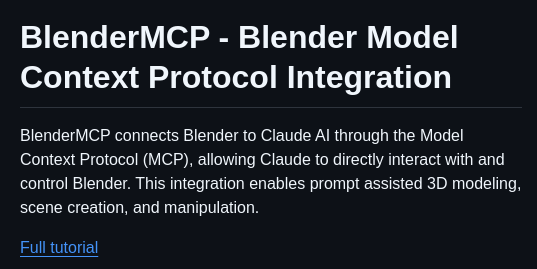 BlenderMCP - Blender Model
Context Protocol Integration
BlenderMCP connects Blender to Claude AI through the Model
Context Protocol (MCP), allowing Claude to directly interact with and
control Blender. This integration enables prompt assisted 3D modeling,
scene creation, and manipulation.
Full tutorial